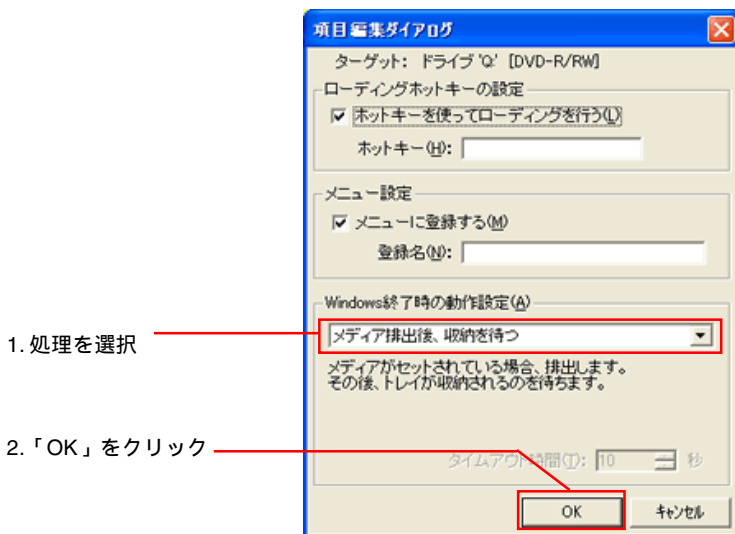 項目編集ダイアログ
ターゲット: ドライブ 'Q' [DVD-R/RW]
ローディングホットキーの設定
ホットキーを使ってローディングを行う(L)
ホットキー(H):
メニュー設定
メニューに登録する(M)
登録名(N):
Windows終了時の動作設定(A)
1. 処理を選択
メディア排出後、収納を待つ
メディアがセットされている場合、排出します。
その後、トレイが収納されるのを待ちます。
2.「OK」をクリック
タイムアウト時間(T): 10 秒
OK キャンセル